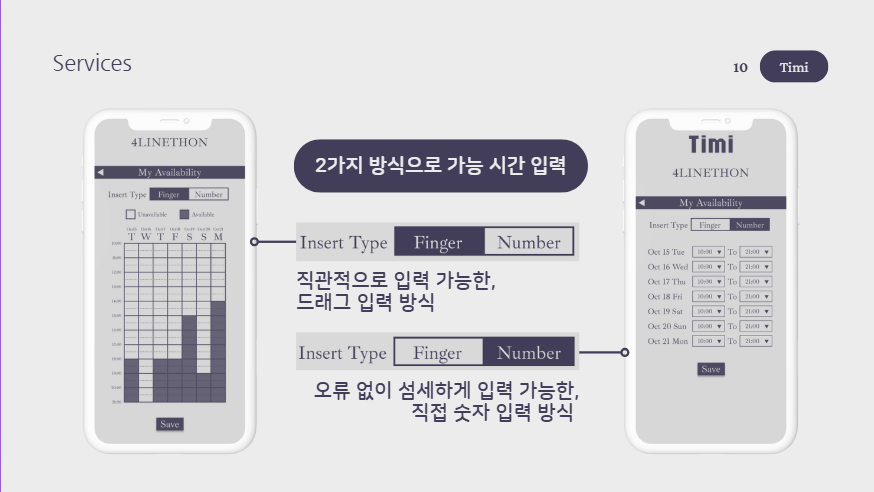 Services
10
Timi
4LINETHON
My Availability
Insert Type Finger Number
Unavailable Available
T W T F S S M
Save
2가지 방식으로 가능 시간 입력
Insert Type Finger Number
직관적으로 입력 가능한,
드래그 입력 방식
Insert Type Finger Number
오류 없이 섬세하게 입력 가능한,
직접 숫자 입력 방식
Timi
4LINETHON
My Availability
Insert Type Finger Number
Oct 15 Tue 10:00 To 21:00
Oct 16 Wed 10:00 To 21:00
Oct 17 Thu 10:00 To 21:00
Oct 18 Fri 10:00 To 21:00
Oct 19 Sat 10:00 To 21:00
Oct 20 Sun 10:00 To 21:00
Oct 21 Mon 10:00 To 21:00
Save